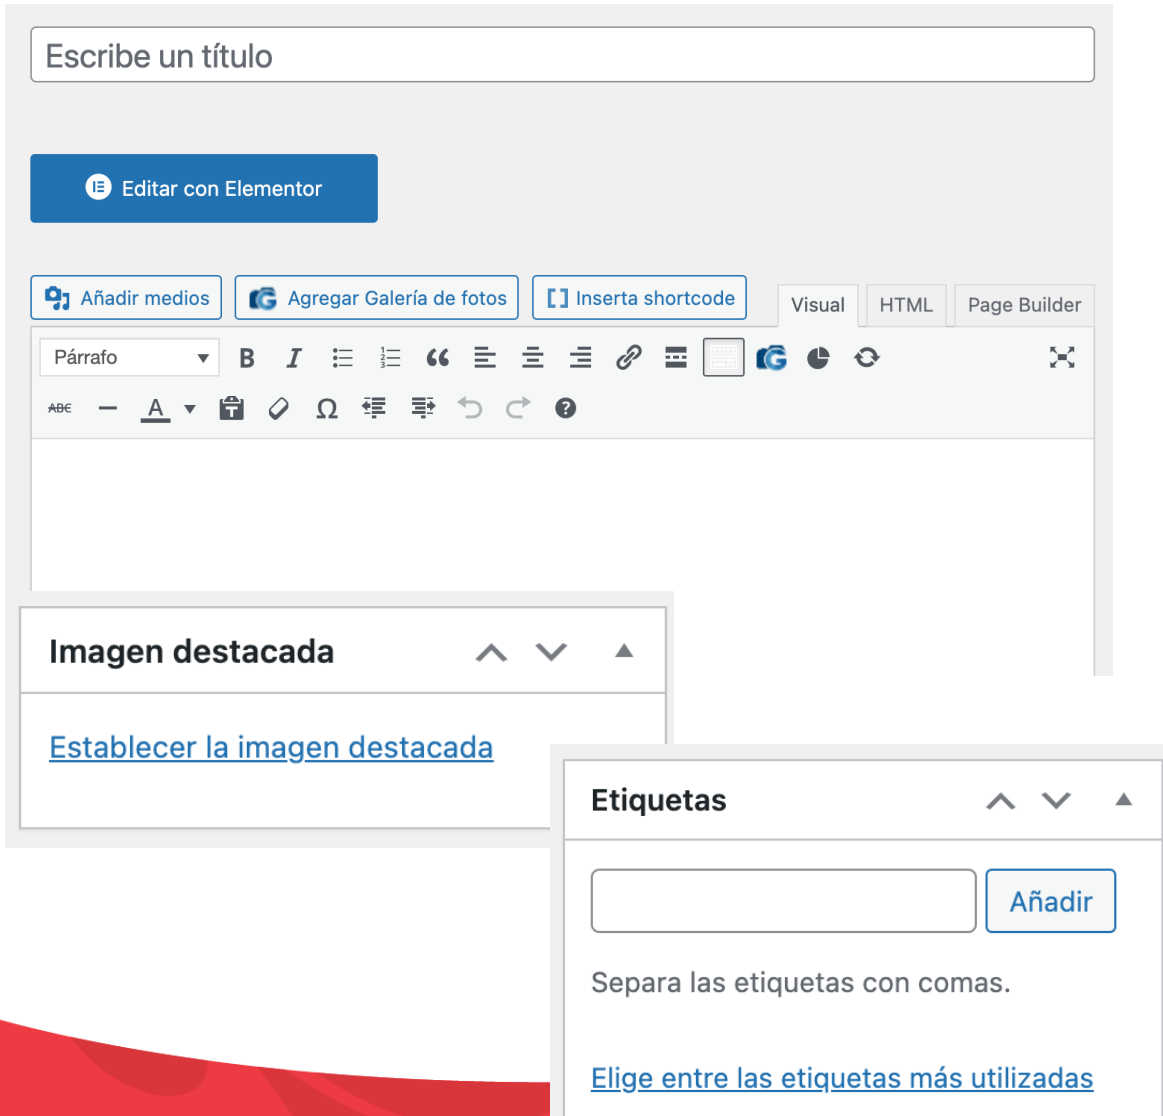 Escribe un título
Editar con Elementor
Añadir medios Agregar Galería de fotos Inserta shortcode Visual HTML Page Builder
Párrafo
ABC
Imagen destacada
Establecer la imagen destacada
Etiquetas
Añadir
Separa las etiquetas con comas.
Elige entre las etiquetas más utilizadas